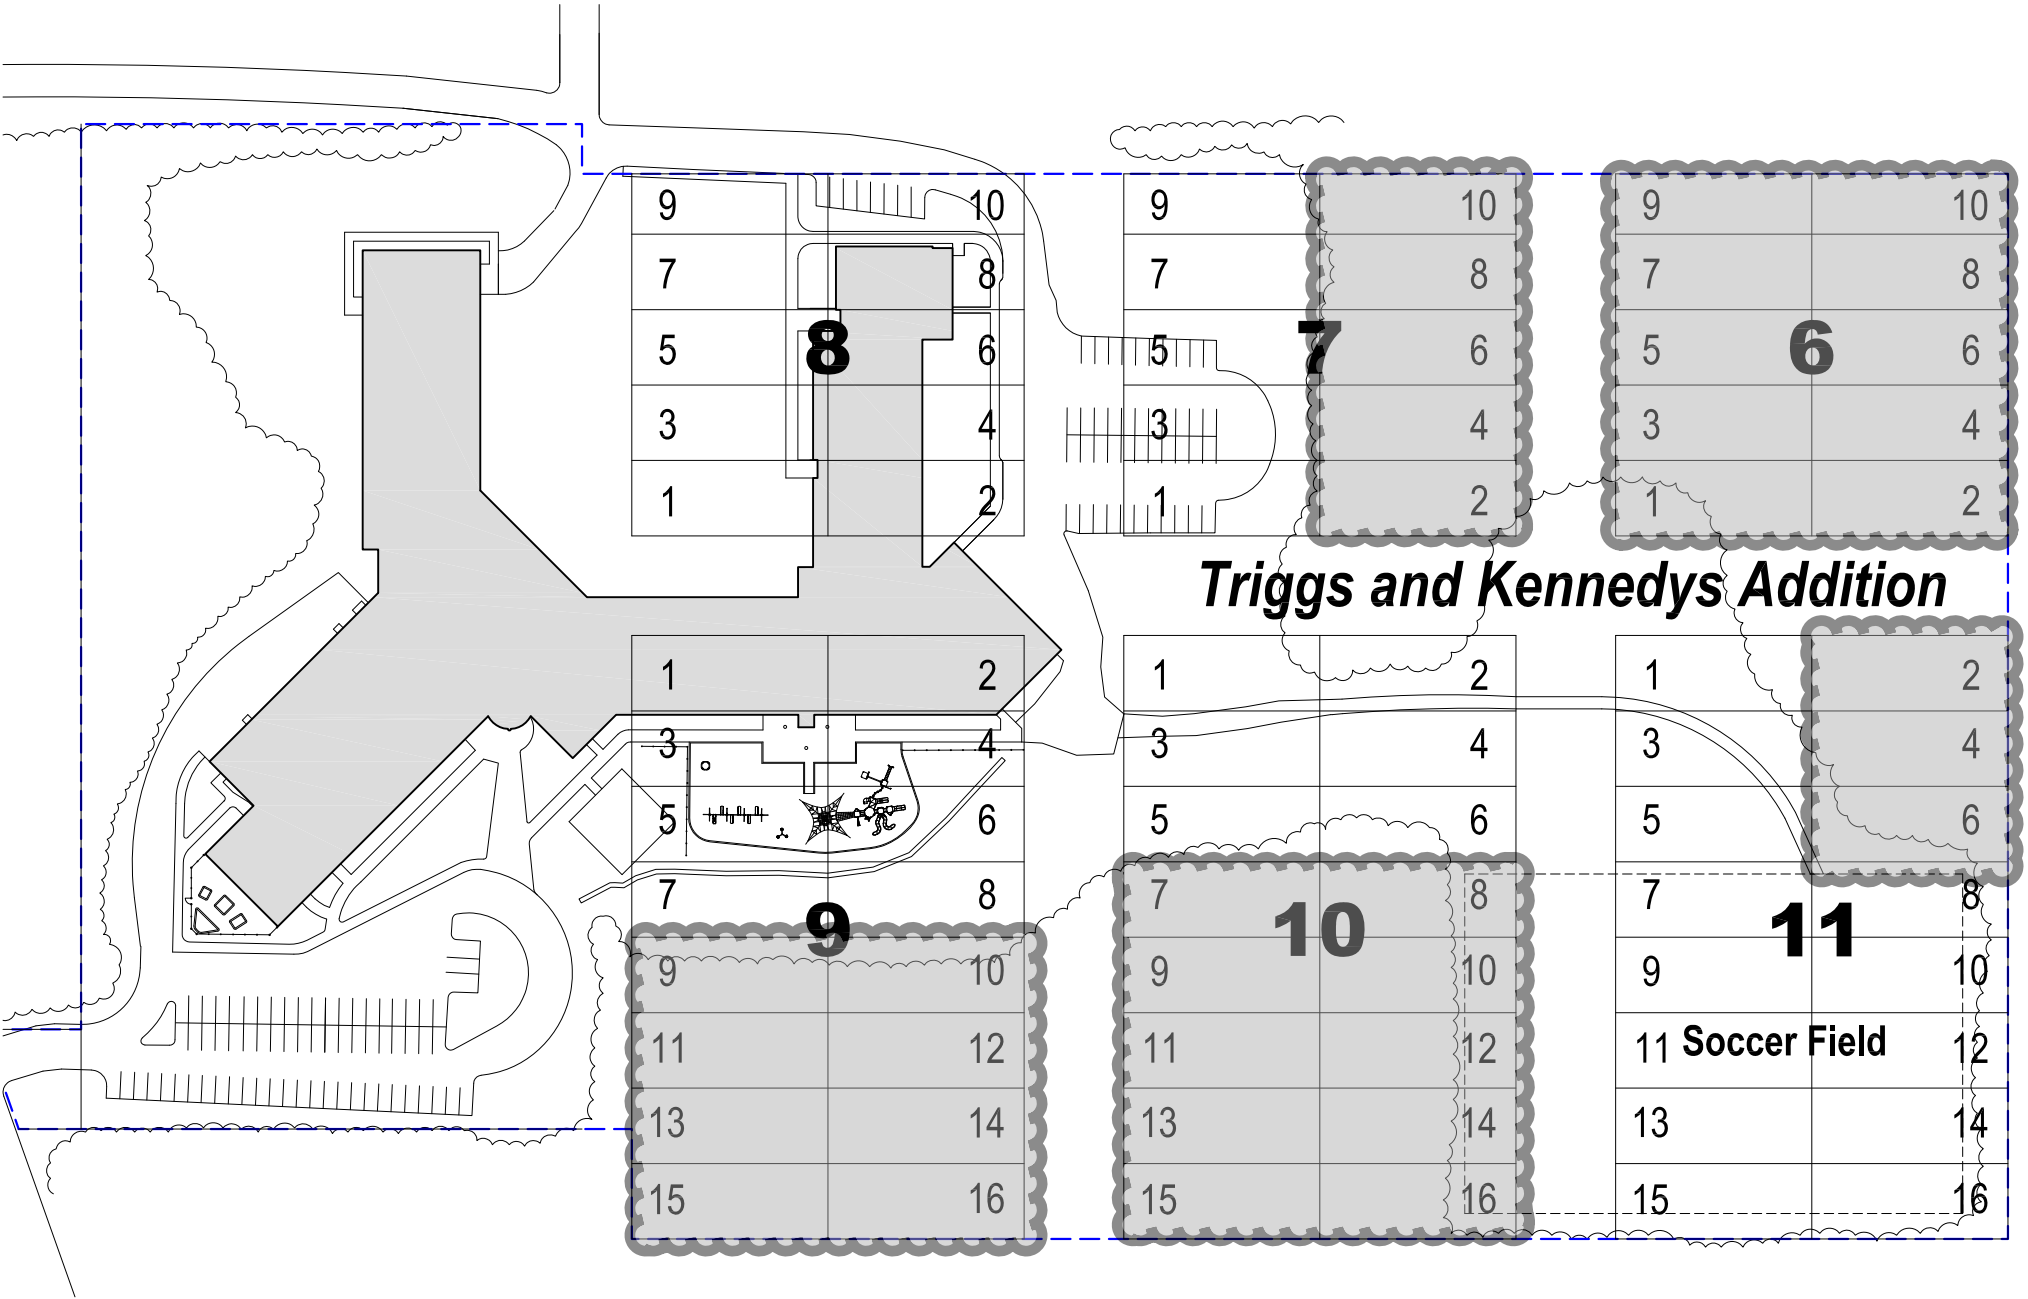 9 10 9 10 9 10
7 8 7 8 7 8
5 8 6 5 7 6 5 6 6
3 4 3 4 3 4
1 2 1 2 1 2
Triggs and Kennedys Addition
1 2 1 2 1 2
3 4 3 4 3 4
5 6 5 6 5 6
7 8 7 8 7 8
9 10 11
9 10 9 10 9 10
11 12 11 12 11 Soccer Field 12
13 14 13 14 13 14
15 16 15 16 15 16